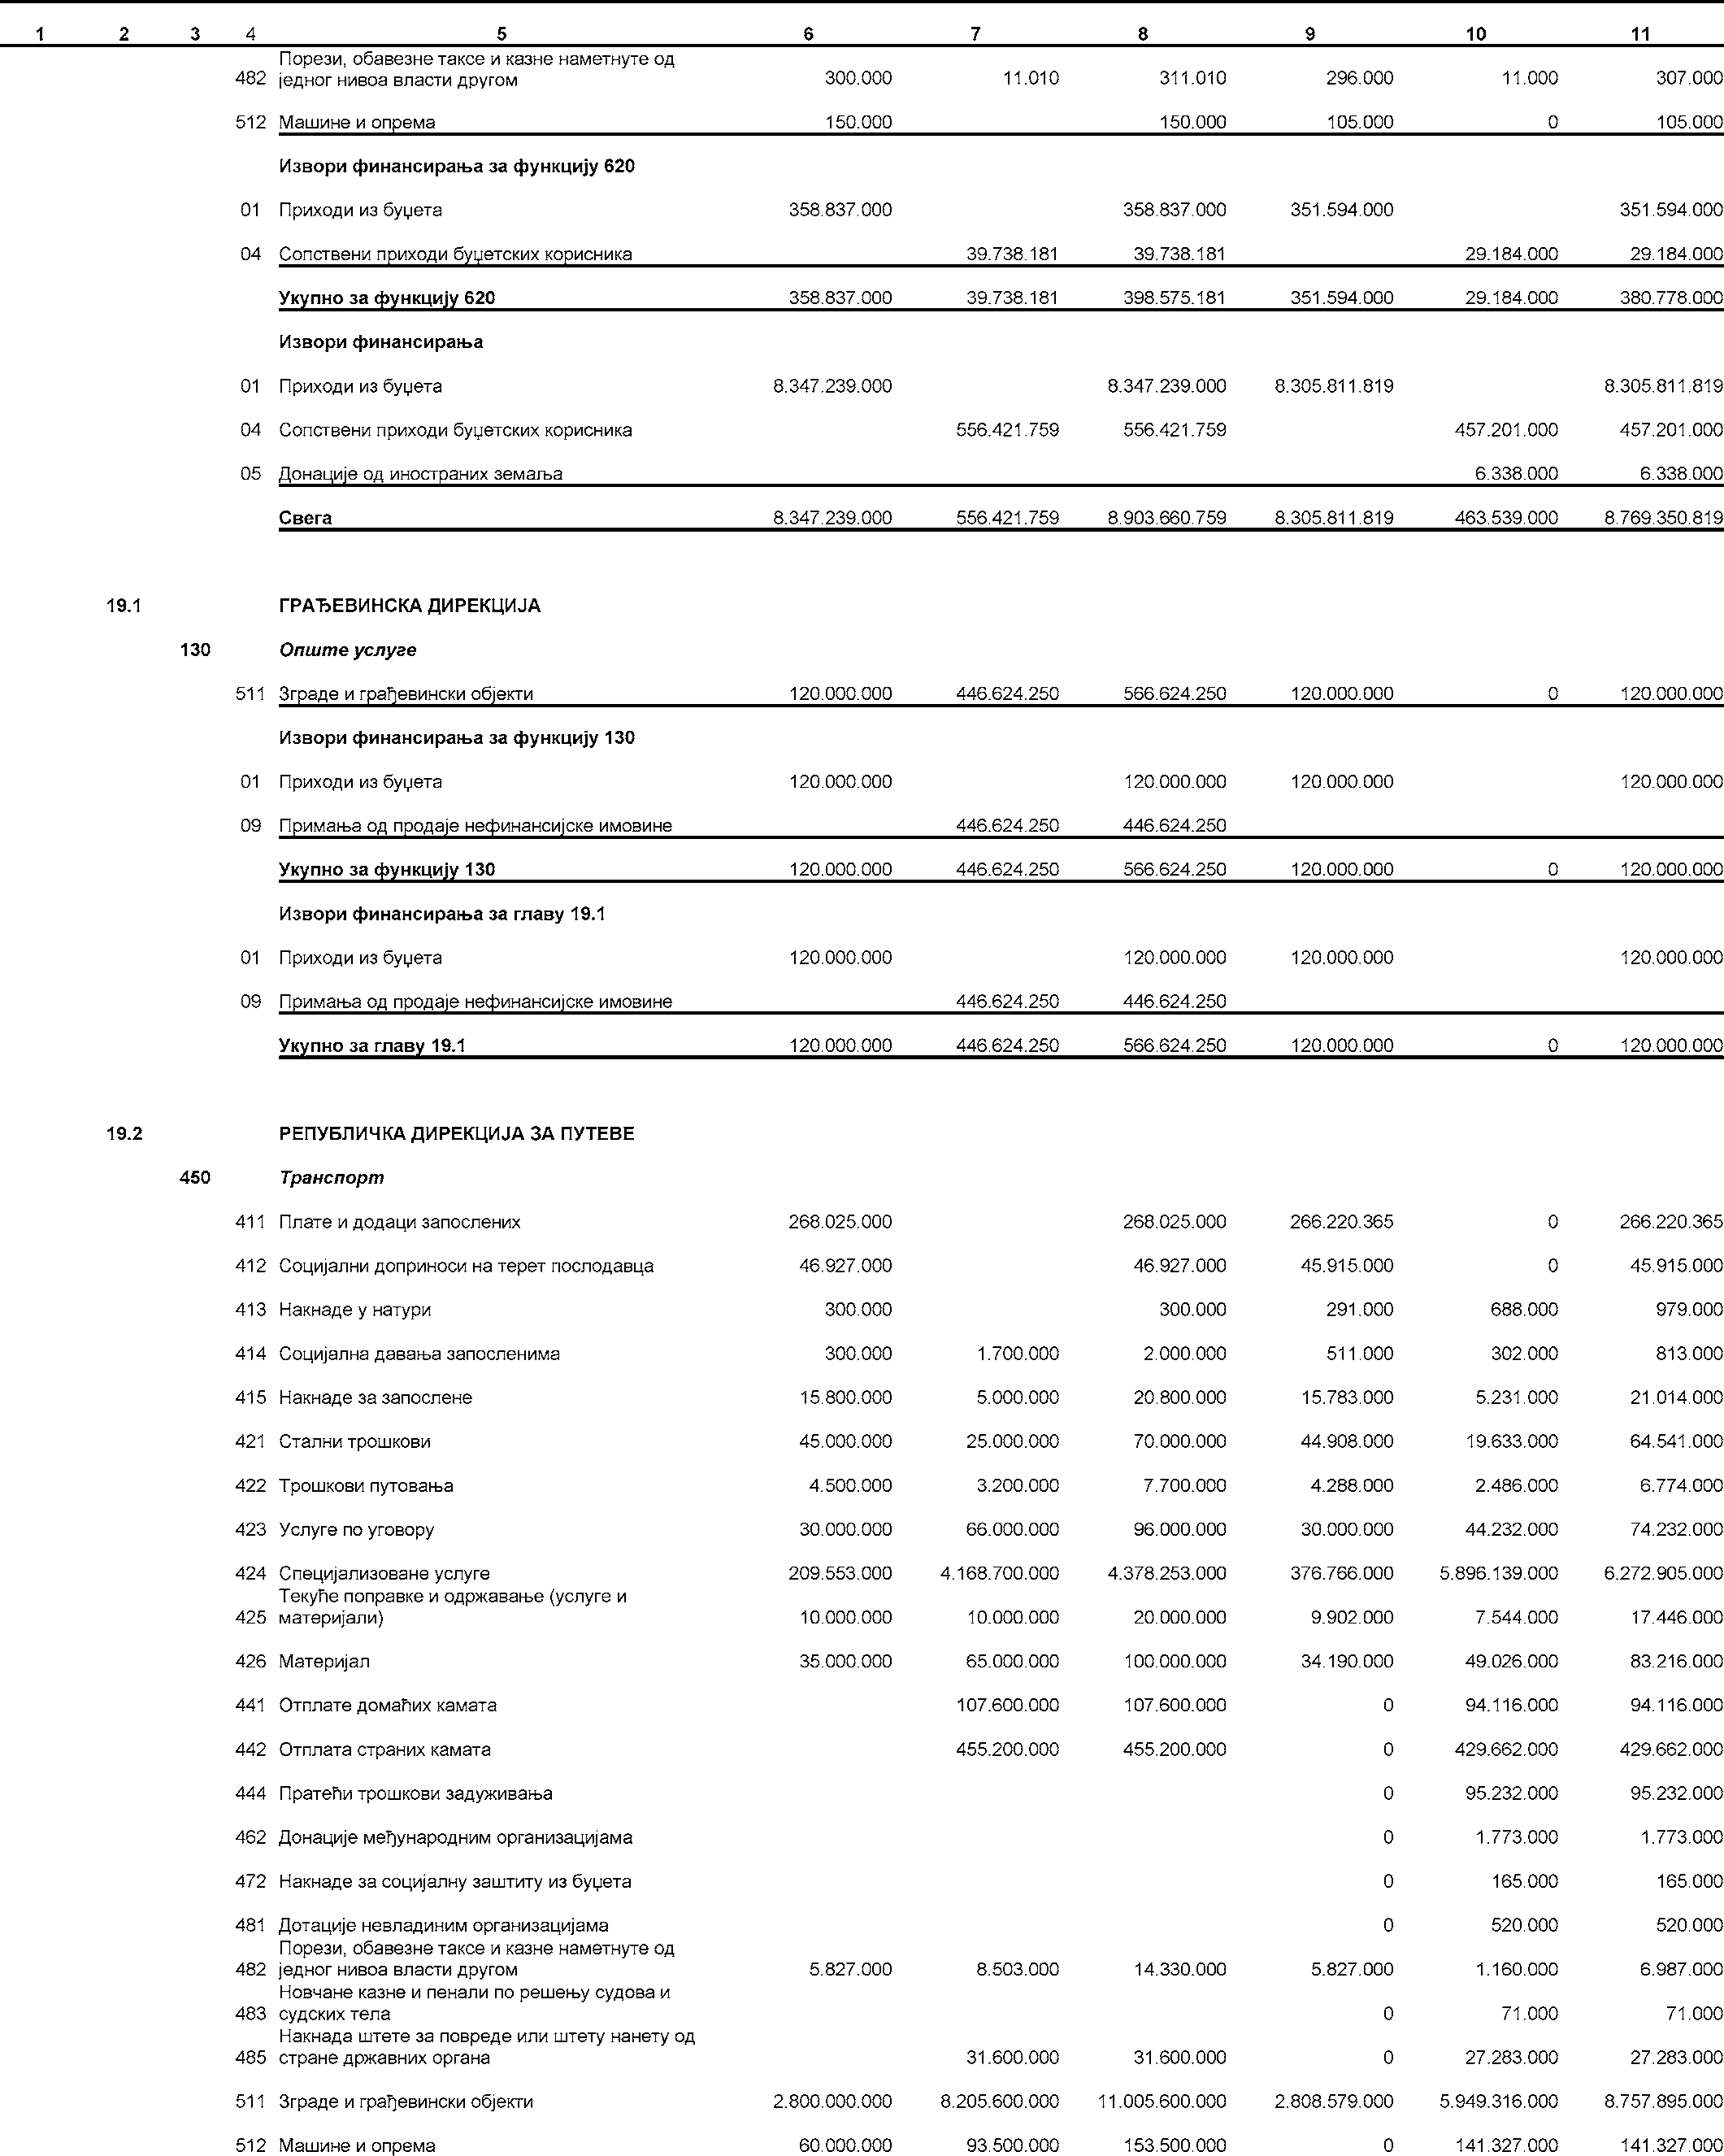 1 2 3 4 5 6 7 8 9 10 11
Порези, обавезне таксе и казне наметнуте од
482 једног нивоа власти другом 300.000 11.010 311.010 296.000 11.000 307.000
512 Машине и опрема 150.000 150.000 105.000 0 105.000
Извори финансирања за функцију 620
01 Приходи из буџета 358.837.000 358.837.000 351.594.000 351.594.000
04 Сопствени приходи буџетских корисника 39.738.181 39.738.181 29.184.000 29.184.000
Укупно за функцију 620 358.837.000 39.738.181 398.575.181 351.594.000 29.184.000 380.778.000
Извори финансирања
01 Приходи из буџета 8.347.239.000 8.347.239.000 8.305.811.819 8.305.811.819
04 Сопствени приходи буџетских корисника 556.421.759 556.421.759 457.201.000 457.201.000
05 Донације од иностраних земаља 6.338.000 6.338.000
Свега 8.347.239.000 556.421.759 8.903.660.759 8.305.811.819 463.539.000 8.769.350.819
19.1 ГРАЂЕВИНСКА ДИРЕКЦИЈА
130 Опште услуге
511 Зграде и грађевински објекти 120.000.000 446.624.250 566.624.250 120.000.000 0 120.000.000
Извори финансирања за функцију 130
01 Приходи из буџета 120.000.000 120.000.000 120.000.000 120.000.000
09 Примања од продаје нефинансијске имовине 446.624.250 446.624.250
Укупно за функцију 130 120.000.000 446.624.250 566.624.250 120.000.000 0 120.000.000
Извори финансирања за главу 19.1
01 Приходи из буџета 120.000.000 120.000.000 120.000.000 120.000.000
09 Примања од продаје нефинансијске имовине 446.624.250 446.624.250
Укупно за главу 19.1 120.000.000 446.624.250 566.624.250 120.000.000 0 120.000.000
19.2 РЕПУБЛИЧКА ДИРЕКЦИЈА ЗА ПУТЕВЕ
450 Транспорт
411 Плате и додаци запослених 268.025.000 268.025.000 266.220.365 0 266.220.365
412 Социјални доприноси на терет послодавца 46.927.000 46.927.000 45.915.000 0 45.915.000
413 Накнаде у натури 300.000 300.000 291.000 688.000 979.000
414 Социјална давања запосленима 300.000 1.700.000 2.000.000 511.000 302.000 813.000
415 Накнаде за запослене 15.800.000 5.000.000 20.800.000 15.783.000 5.231.000 21.014.000
421 Стални трошкови 45.000.000 25.000.000 70.000.000 44.908.000 19.633.000 64.541.000
422 Трошкови путовања 4.500.000 3.200.000 7.700.000 4.288.000 2.486.000 6.774.000
423 Услуге по уговору 30.000.000 66.000.000 96.000.000 30.000.000 44.232.000 74.232.000
424 Специјализоване услуге 209.553.000 4.168.700.000 4.378.253.000 376.766.000 5.896.139.000 6.272.905.000
Текуће поправке и одржавање (услуге и
425 материјали) 10.000.000 10.000.000 20.000.000 9.902.000 7.544.000 17.446.000
426 Материјал 35.000.000 65.000.000 100.000.000 34.190.000 49.026.000 83.216.000
441 Отплате домаћих камата 107.600.000 107.600.000 0 94.116.000 94.116.000
442 Отплата страних камата 455.200.000 455.200.000 0 429.662.000 429.662.000
444 Пратећи трошкови задуживања 0 95.232.000 95.232.000
462 Донације међународним организацијама 0 1.773.000 1.773.000
472 Накнаде за социјалну заштиту из буџета 0 165.000 165.000
481 Дотације невладиним организацијама 0 520.000 520.000
Порези, обавезне таксе и казне наметнуте од
482 једног нивоа власти другом 5.827.000 8.503.000 14.330.000 5.827.000 1.160.000 6.987.000
Новчане казне и пенали по решењу судова и
483 судских тела 0 71.000 71.000
Накнада штете за повреде или штету нанету од
485 стране државних органа 31.600.000 31.600.000 0 27.283.000 27.283.000
511 Зграде и грађевински објекти 2.800.000.000 8.205.600.000 11.005.600.000 2.808.579.000 5.949.316.000 8.757.895.000
512 Машине и опрема 60.000.000 93.500.000 153.500.000 0 141.327.000 141.327.000